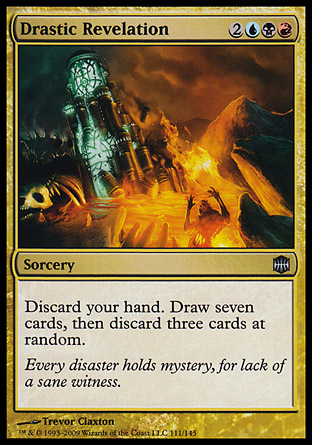 Drastic Revelation 2
Sorcery
Discard your hand. Draw seven
cards, then discard three cards at
random.
Every disaster holds mystery, for lack of
a sane witness.
Trevor Claxton
™ & © 1993–2009 Wizards of the Coast LLC 111/145